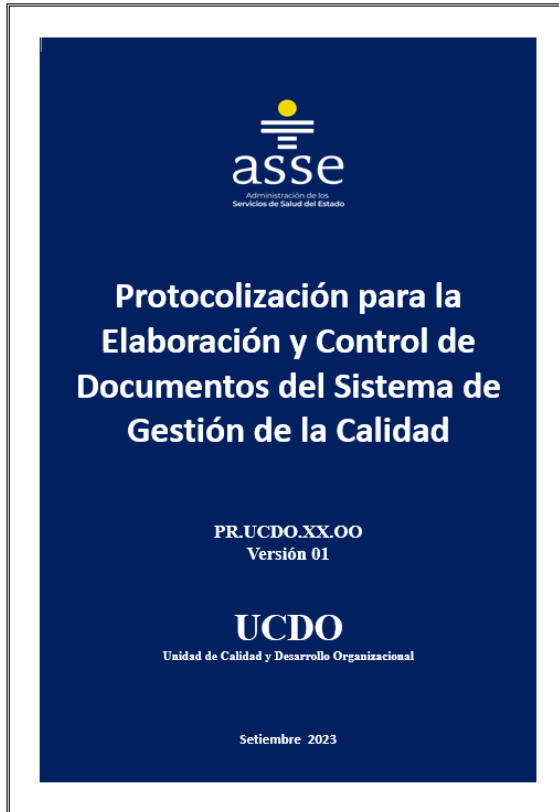 asse
Administración de los
Servicios de Salud del Estado
Protocolización para la
Elaboración y Control de
Documentos del Sistema de
Gestión de la Calidad
PR.UCDO.XX.OO
Versión 01
UCDO
Unidad de Calidad y Desarrollo Organizacional
Setiembre 2023